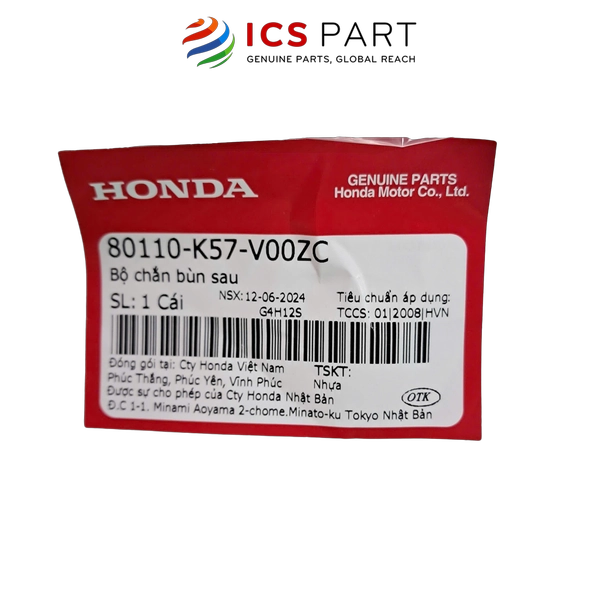 ICS PART
GENUINE PARTS, GLOBAL REACH
HONDA
GENUINE PARTS
Honda Motor Co., Ltd.
80110-K57-V00ZC
Bộ chắn bùn sau
SL: 1 Cái
NSX: 12-06-2024
G4H12S
Tiêu chuẩn áp dụng:
TCCS: 01|2008|HVN
Đóng gói tại: Cty Honda Việt Nam
Phúc Thắng, Phúc Yên, Vĩnh Phúc
TSKT:
Nhựa
Được sự cho phép của Cty Honda Nhật Bản
Đ.C 1-1. Minami Aoyama 2-chome.Minato-ku Tokyo Nhật Bản
OTK